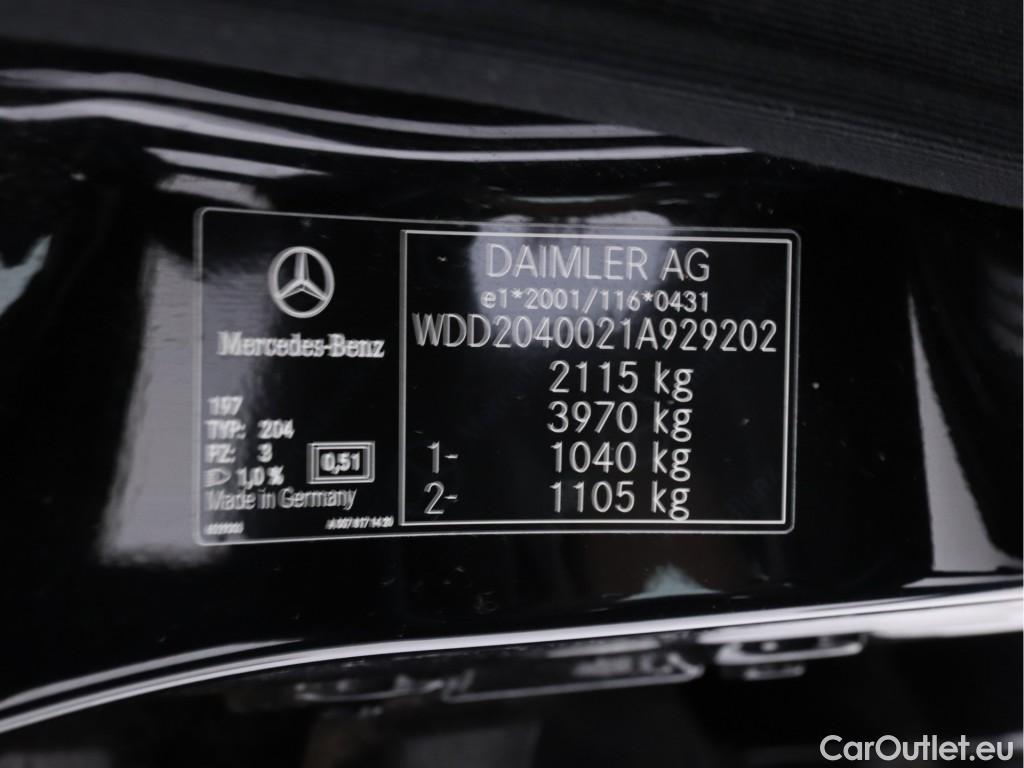 Mercedes-Benz
197
TYP: 204
PZ: 3
1,0 %
0,51
Made in Germany
DAIMLER AG
e1*2001/116*0431
WDD2040021A929202
2115 kg
3970 kg
1- 1040 kg
2- 1105 kg
CarOutlet.eu